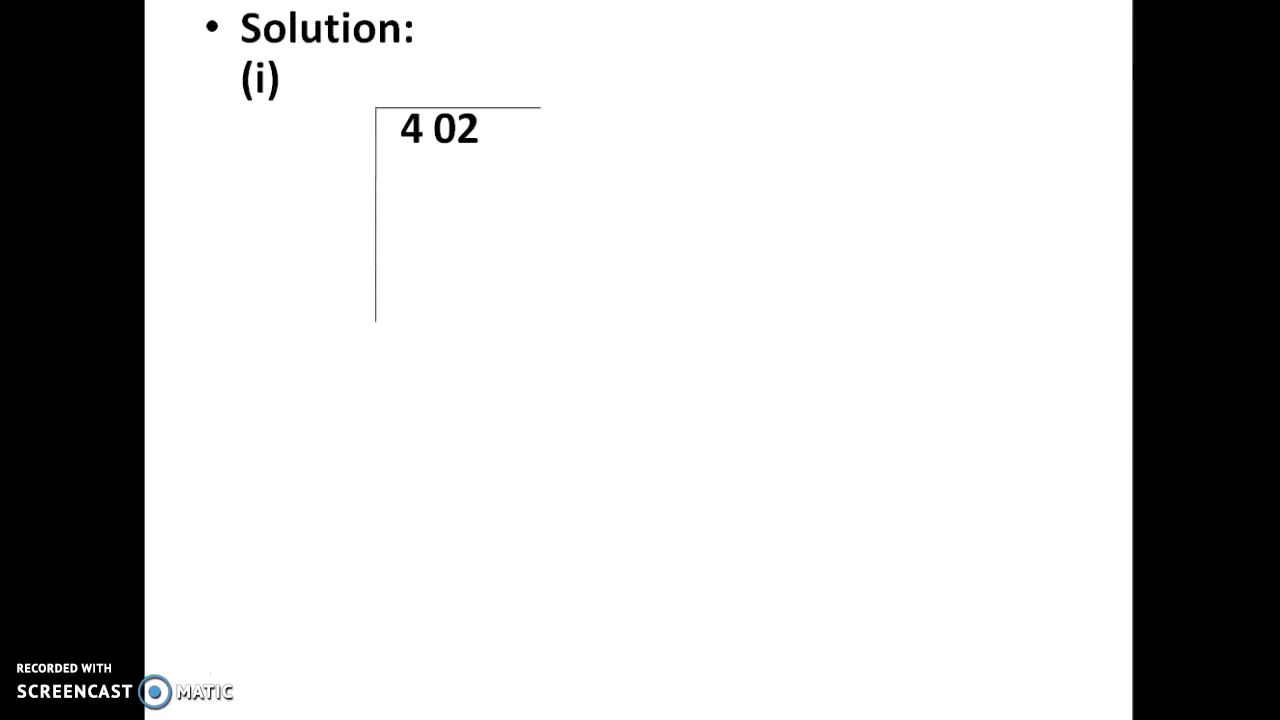 • Solution:
(i)
4 02
RECORDED WITH
SCREENCAST MATIC